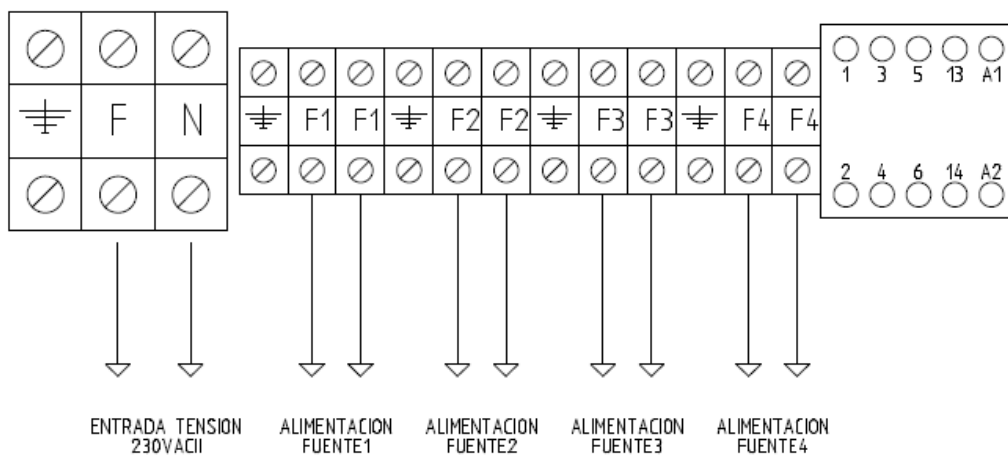 1 3 5 13 A1
F N F1 F1 F2 F2 F3 F3 F4 F4
2 4 6 14 A2
ENTRADA TENSION
230VACII
ALIMENTACION
FUENTE1
ALIMENTACION
FUENTE2
ALIMENTACION
FUENTE3
ALIMENTACION
FUENTE4